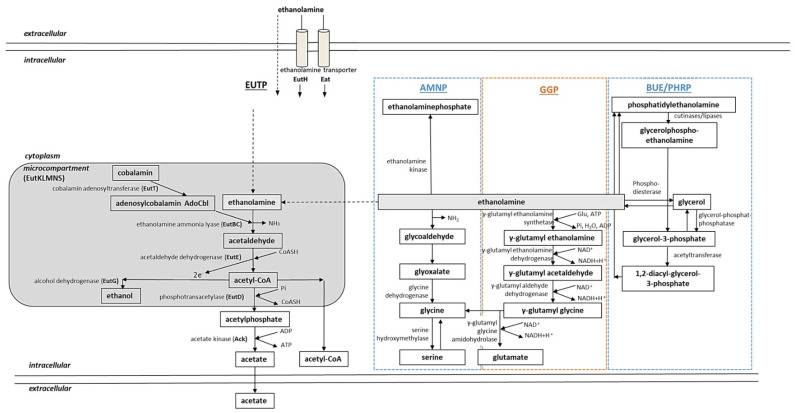 ethanolamine
extracellular
intracellular
ethanolamine transporter
EutH Eat
EUTP
AMNP
GGP
BUE/PHRP
ethanolaminephosphate
phosphatidylethanolamine
cutinases/lipases
glycerolphospho-
ethanolamine
ethanolamine
kinase
cytoplasm
microcompartment
(EutKLMNS)
cobalamin
cobalamin adenosyltransferase (EutT)
adenosylcobalamin AdoCbl
ethanolamine
ethanolamine
Phospho-
diesterase
glycerol
ethanolamine ammonia lyase (EutBC)
NH₃
NH₃
γ-glutamyl ethanolamine
synthetase
Glu, ATP
Pi, H₂O, ADP
glycerol-phosphat-
phosphatase
acetaldehyde
glycoaldehyde
γ-glutamyl ethanolamine
glycerol-3-phosphate
acetaldehyde dehydrogenase (EutE)
CoASH
γ-glutamyl ethanolamine
dehydrogenase
NAD⁺
NADH+H⁺
acetyltransferase
2e⁻
alcohol dehydrogenase (EutG)
acetyl-CoA
glyoxalate
γ-glutamyl acetaldehyde
1,2-diacyl-glycerol-
3-phosphate
ethanol
phosphotransacetylase (EutD)
Pi
CoASH
glycine
dehydrogenase
γ-glutamyl aldehyde
dehydrogenase
NAD⁺
NADH+H⁺
acetylphosphate
glycine
γ-glutamyl glycine
acetate kinase (Ack)
ADP
ATP
serine
hydroxymethylase
γ-glutamyl
glycine
amidohydrolase
NAD⁺
NADH+H⁺
acetate
acetyl-CoA
serine
glutamate
intracellular
extracellular
acetate